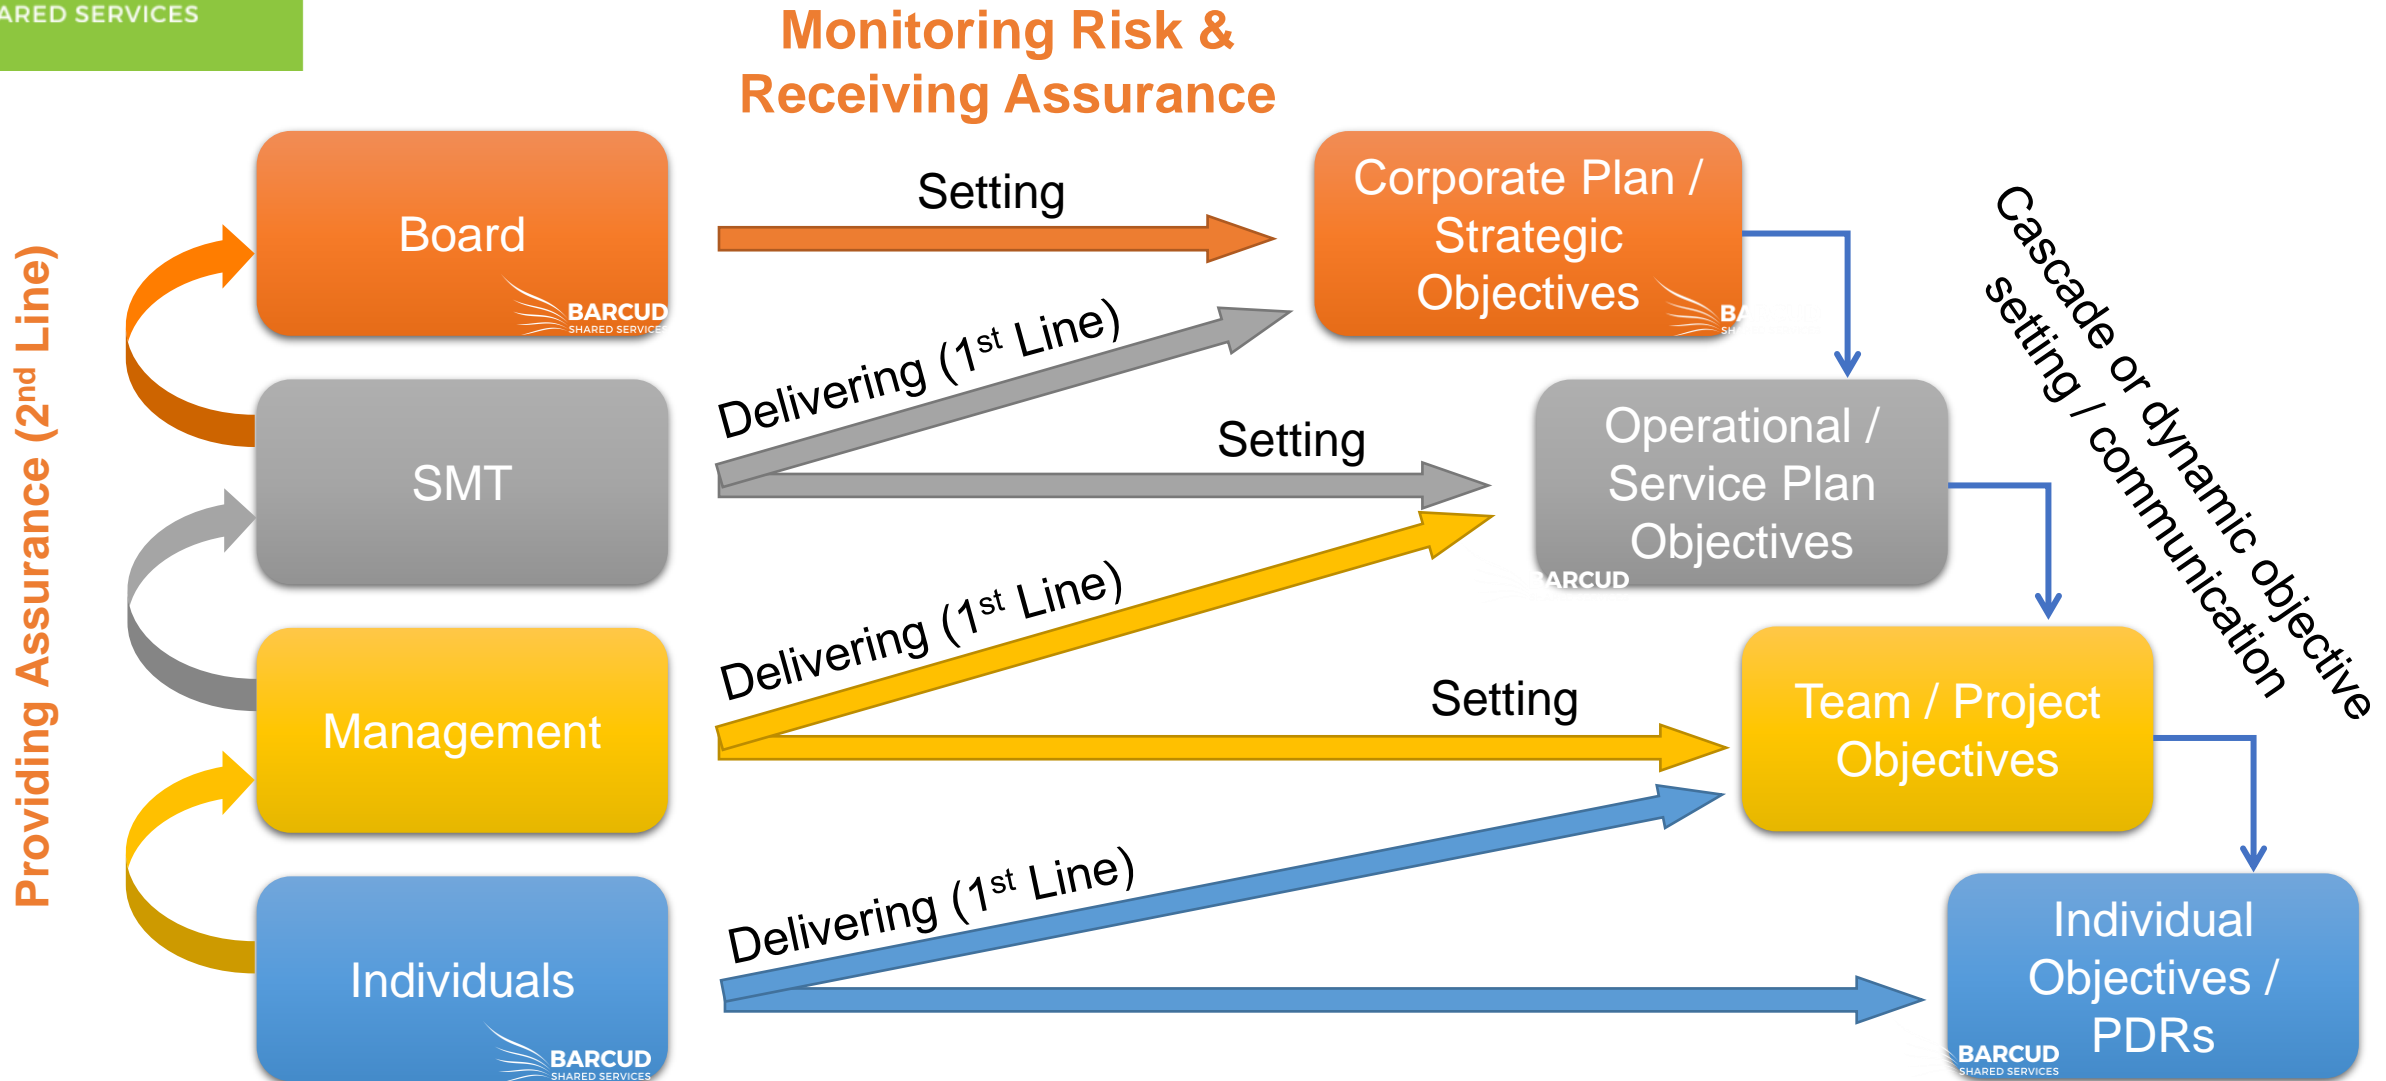 SHARED SERVICES
Monitoring Risk &
Receiving Assurance
Providing Assurance (2nd Line)
Board
BARCUD
SHARED SERVICES
Setting
Corporate Plan /
Strategic
Objectives
Delivering (1st Line)
SMT
Setting
Operational /
Service Plan
Objectives
BARCUD
Cascade or dynamic objective
setting / communication
Delivering (1st Line)
Management
Setting
Team / Project
Objectives
Delivering (1st Line)
Individuals
BARCUD
SHARED SERVICES
Individual
Objectives /
PDRs
BARCUD
SHARED SERVICES